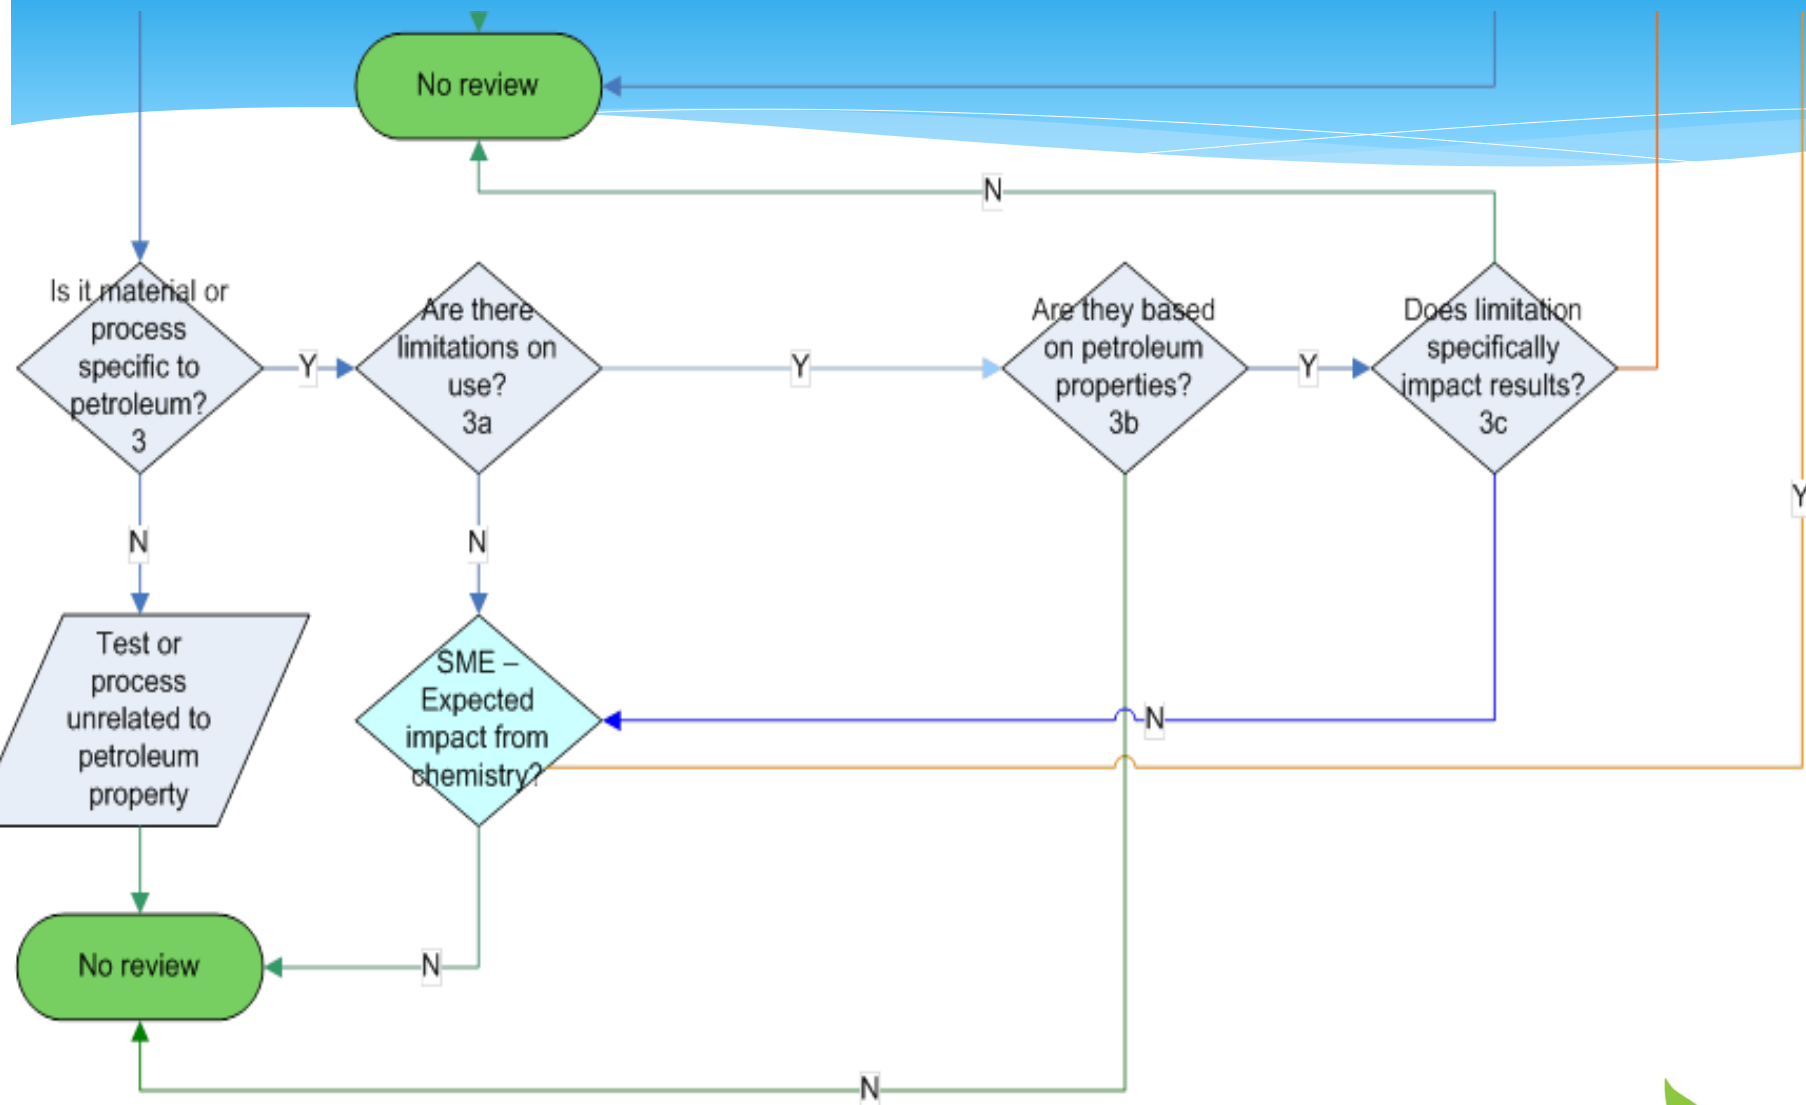 No review
N
Is it material or
process
specific to
petroleum?
3
Y
Are there
limitations on
use?
3a
Y
Are they based
on petroleum
properties?
3b
Y
Does limitation
specifically
impact results?
3c
Y
N
N
Test or
process
unrelated to
petroleum
property
SME –
Expected
impact from
chemistry?
N
No review
N
N